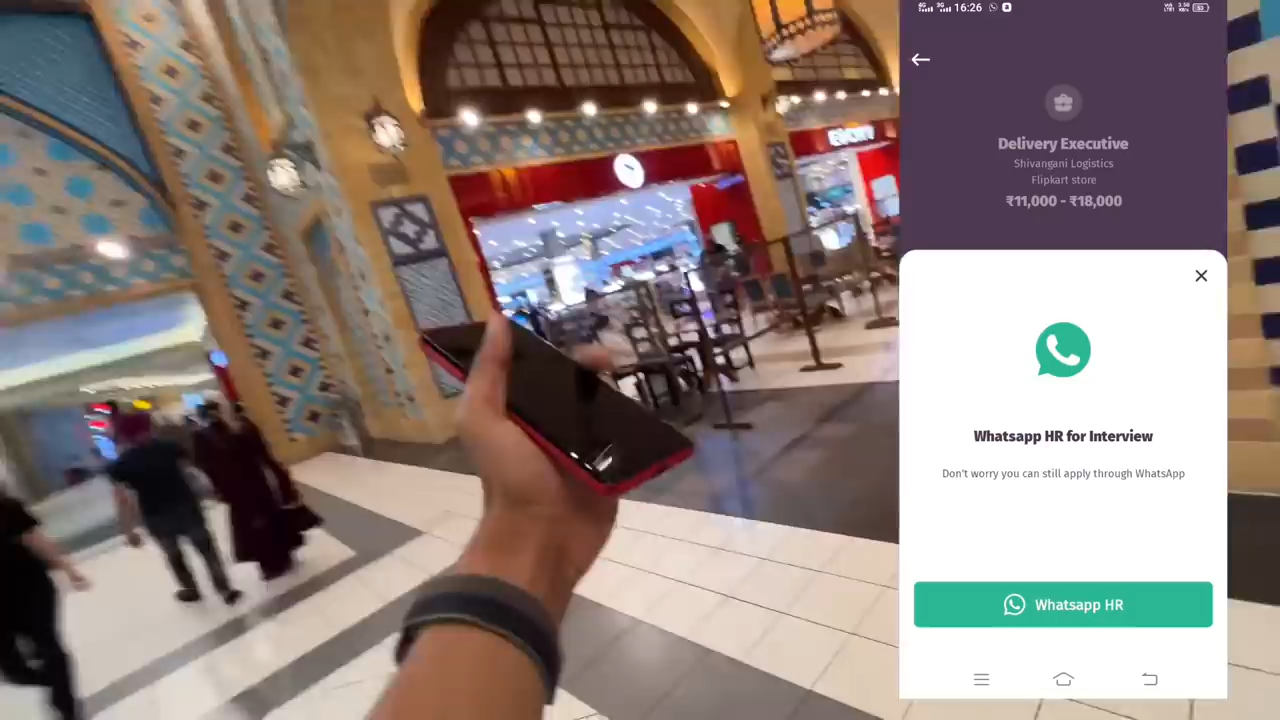 16:26
Delivery Executive
Shivangani Logistics
Flipkart store
₹11,000 - ₹18,000
Whatsapp HR for Interview
Don't worry you can still apply through WhatsApp
Whatsapp HR